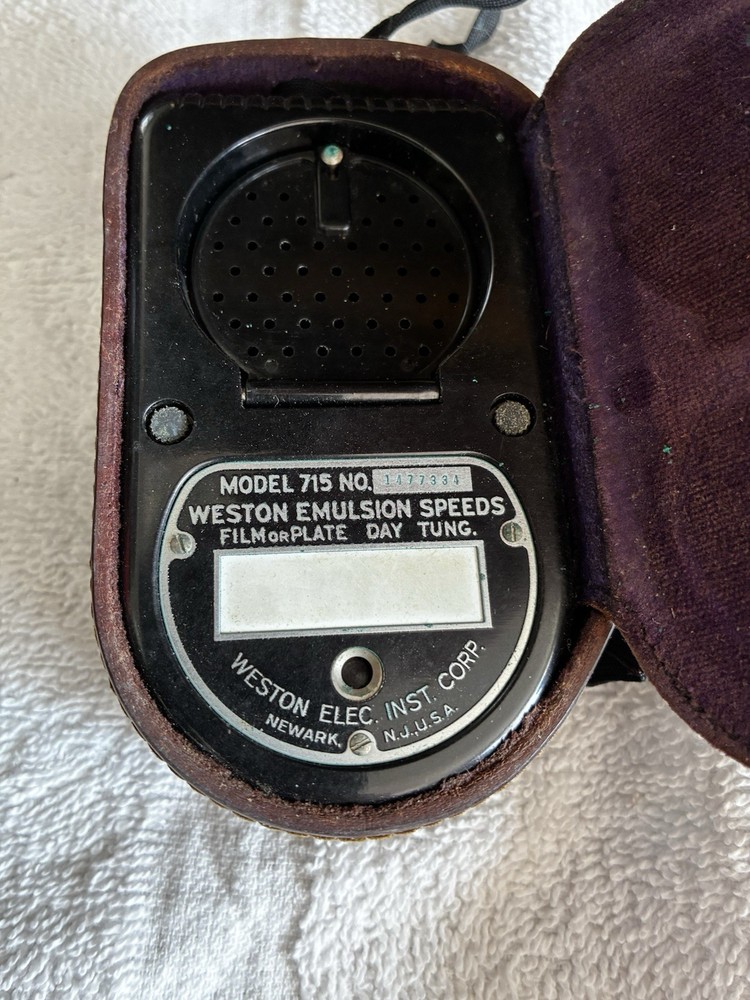 MODEL 715 NO. 1477334
WESTON EMULSION SPEEDS
FILM OR PLATE DAY TUNG.
WESTON ELEC. INST. CORP.
NEWARK, N.J., U.S.A.